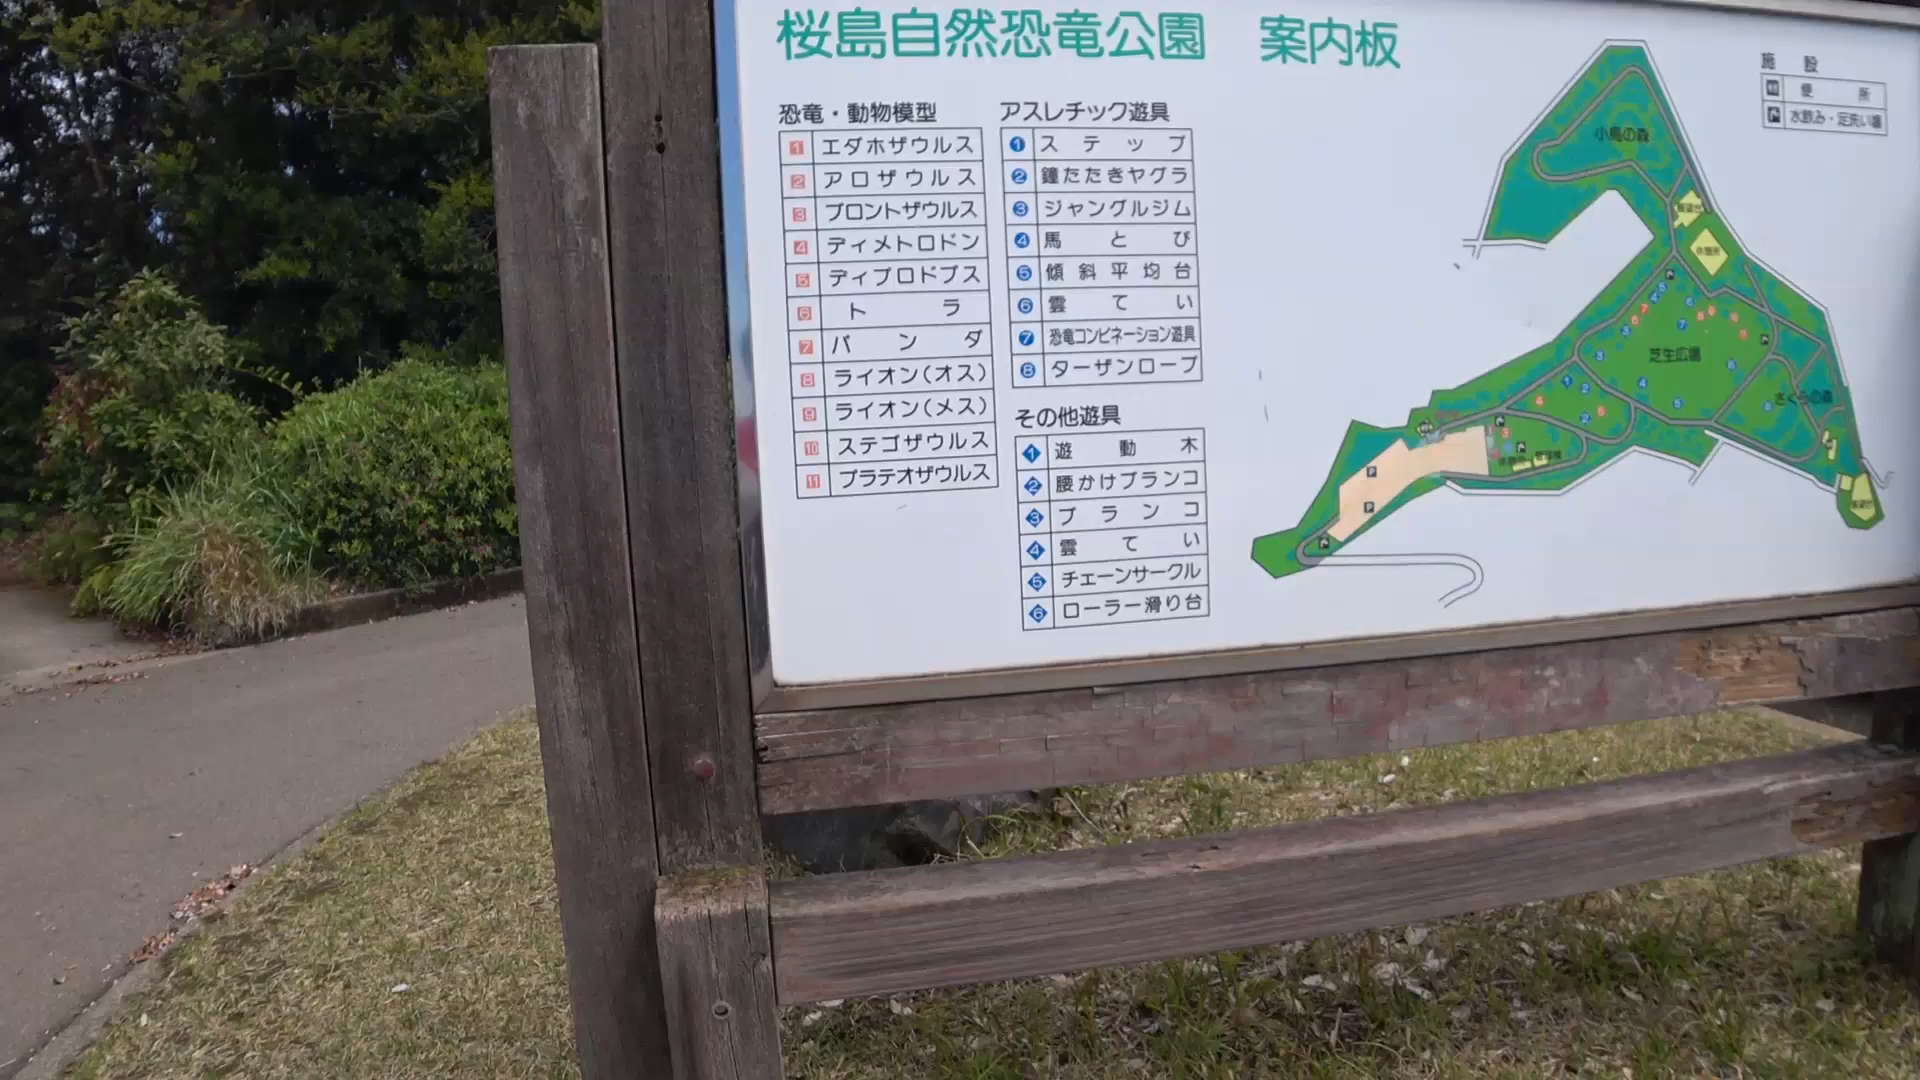 桜島自然恐竜公園 案内板
恐竜・動物模型
1 エダホザウルス
2 アロザウルス
3 ブロントザウルス
4 ディメトロドン
5 ディプロドプス
6 トラ
7 パンダ
8 ライオン(オス)
9 ライオン(メス)
10 ステゴザウルス
11 プラテオザウルス
アスレチック遊具
1 ステップ
2 鐘たたきヤグラ
3 ジャングルジム
4 馬とび
5 傾斜平均台
6 雲てい
7 恐竜コンビネーション遊具
8 ターザンロープ
その他遊具
1 遊動木
2 腰かけブランコ
3 ブランコ
4 雲てい
5 チェーンサークル
6 ローラー滑り台
施設
便所
水飲み・足洗い場
小鳥の森
展望台
休憩所
芝生広場
さくらの森
P
P